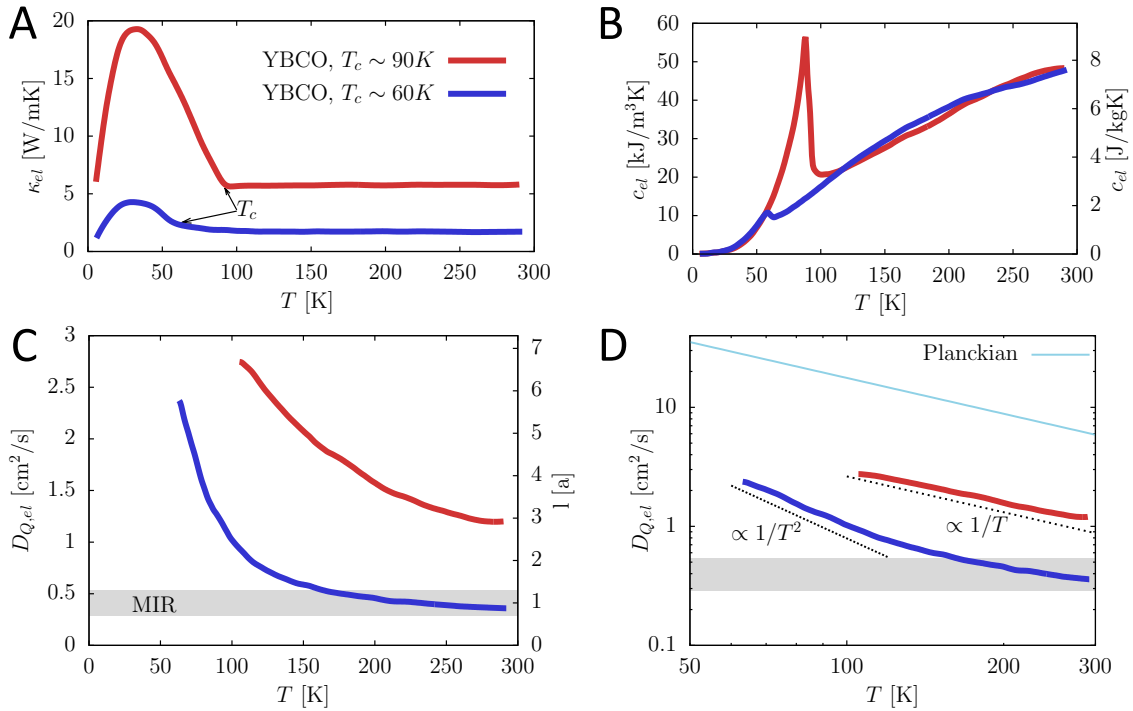 A
κ_el [W/mK]
20
15
10
5
0
YBCO, T_c ∼ 90K
YBCO, T_c ∼ 60K
T_c
0 50 100 150 200 250 300
T [K]
B
c_el [kJ/m³K]
60
50
40
30
20
10
0
8
6
4
2
0
c_el [J/kgK]
0 50 100 150 200 250 300
T [K]
C
D_Q,el [cm²/s]
3
2.5
2
1.5
1
0.5
0
MIR
7
6
5
4
3
2
1
0
l [a]
0 50 100 150 200 250 300
T [K]
D
D_Q,el [cm²/s]
10
1
0.1
Planckian
∝ 1/T²
∝ 1/T
50 100 200 300
T [K]